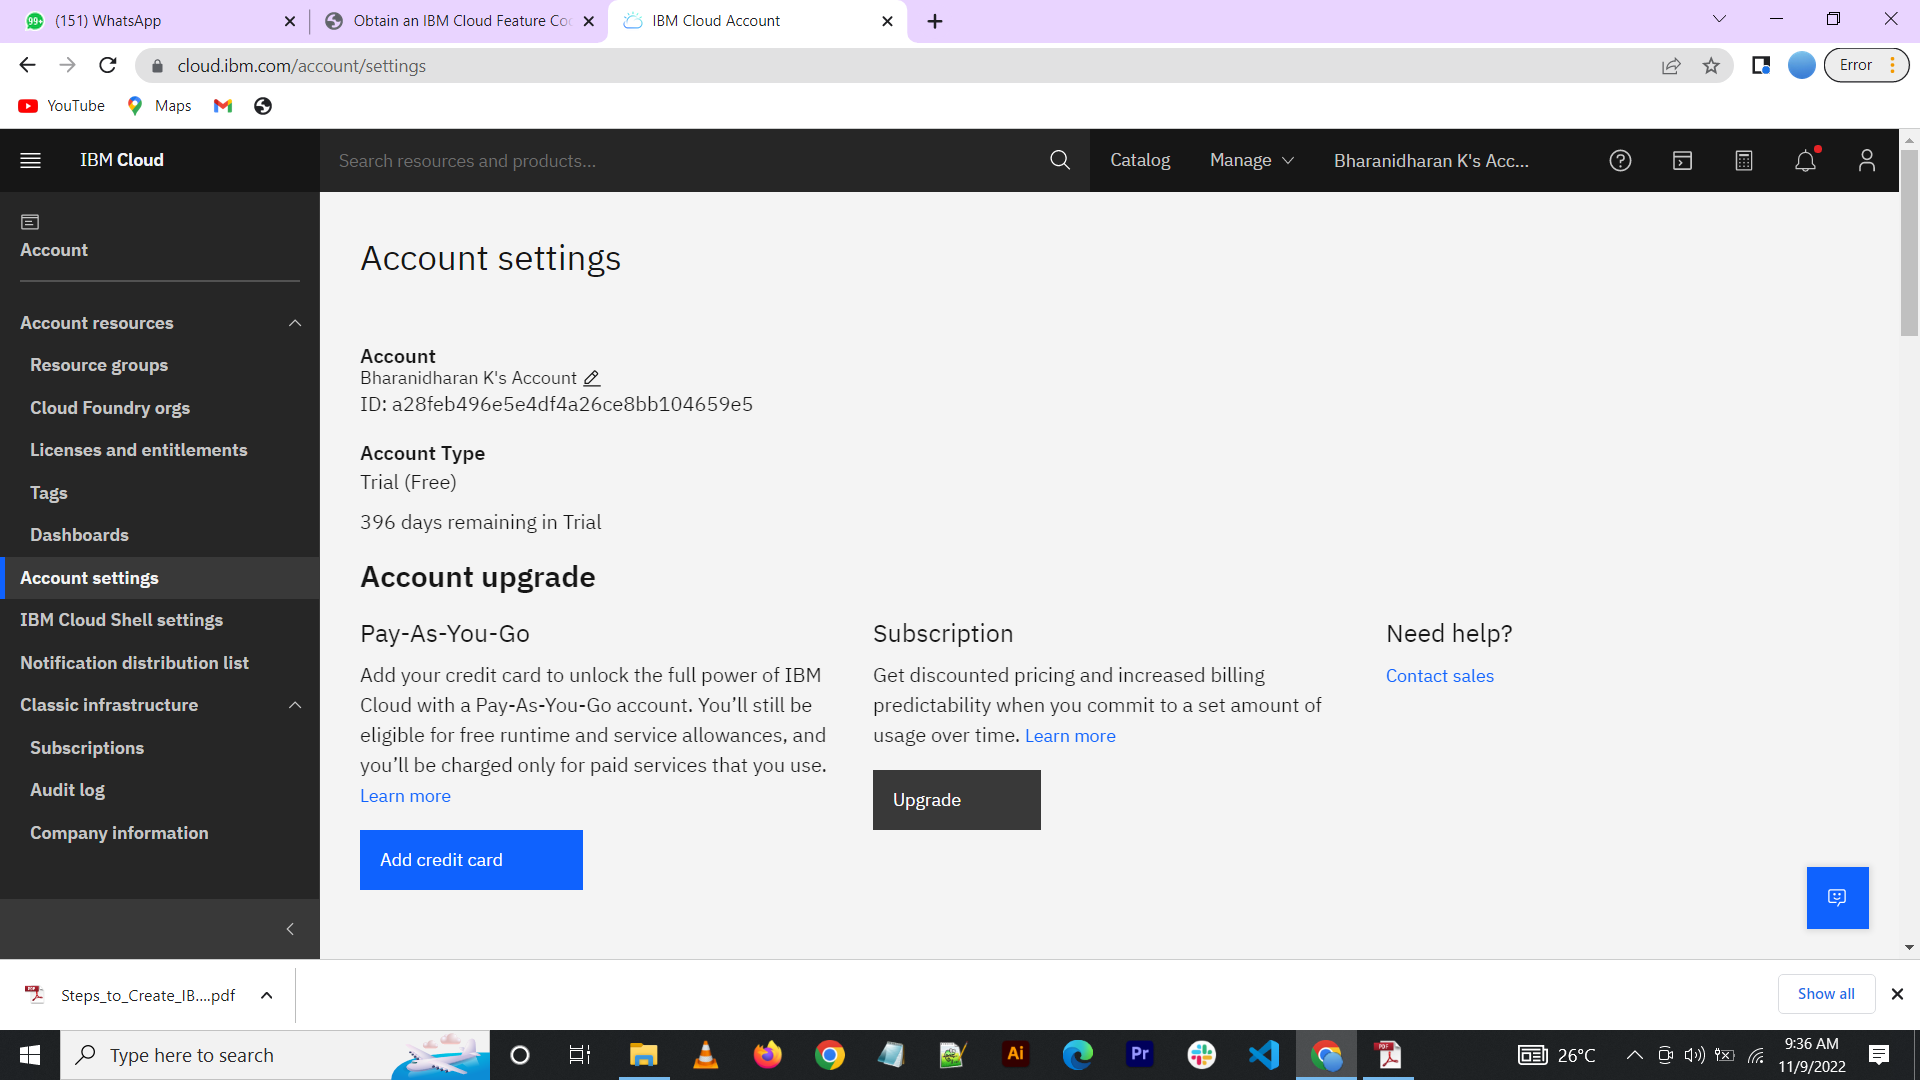 (151) WhatsApp
Obtain an IBM Cloud Feature Co
IBM Cloud Account
cloud.ibm.com/account/settings
Error
YouTube
Maps
IBM Cloud
Search resources and products...
Catalog
Manage
Bharanidharan K's Acc...
Account
Account resources
Resource groups
Cloud Foundry orgs
Licenses and entitlements
Tags
Dashboards
Account settings
IBM Cloud Shell settings
Notification distribution list
Classic infrastructure
Subscriptions
Audit log
Company information
Account settings
Account
Bharanidharan K's Account
ID: a28feb496e5e4df4a26ce8bb104659e5
Account Type
Trial (Free)
396 days remaining in Trial
Account upgrade
Pay-As-You-Go
Add your credit card to unlock the full power of IBM
Cloud with a Pay-As-You-Go account. You’ll still be
eligible for free runtime and service allowances, and
you’ll be charged only for paid services that you use.
Learn more
Add credit card
Subscription
Get discounted pricing and increased billing
predictability when you commit to a set amount of
usage over time. Learn more
Upgrade
Need help?
Contact sales
Steps_to_Create_IB....pdf
Show all
Type here to search
Ai
Pr
26°C
9:36 AM
11/9/2022